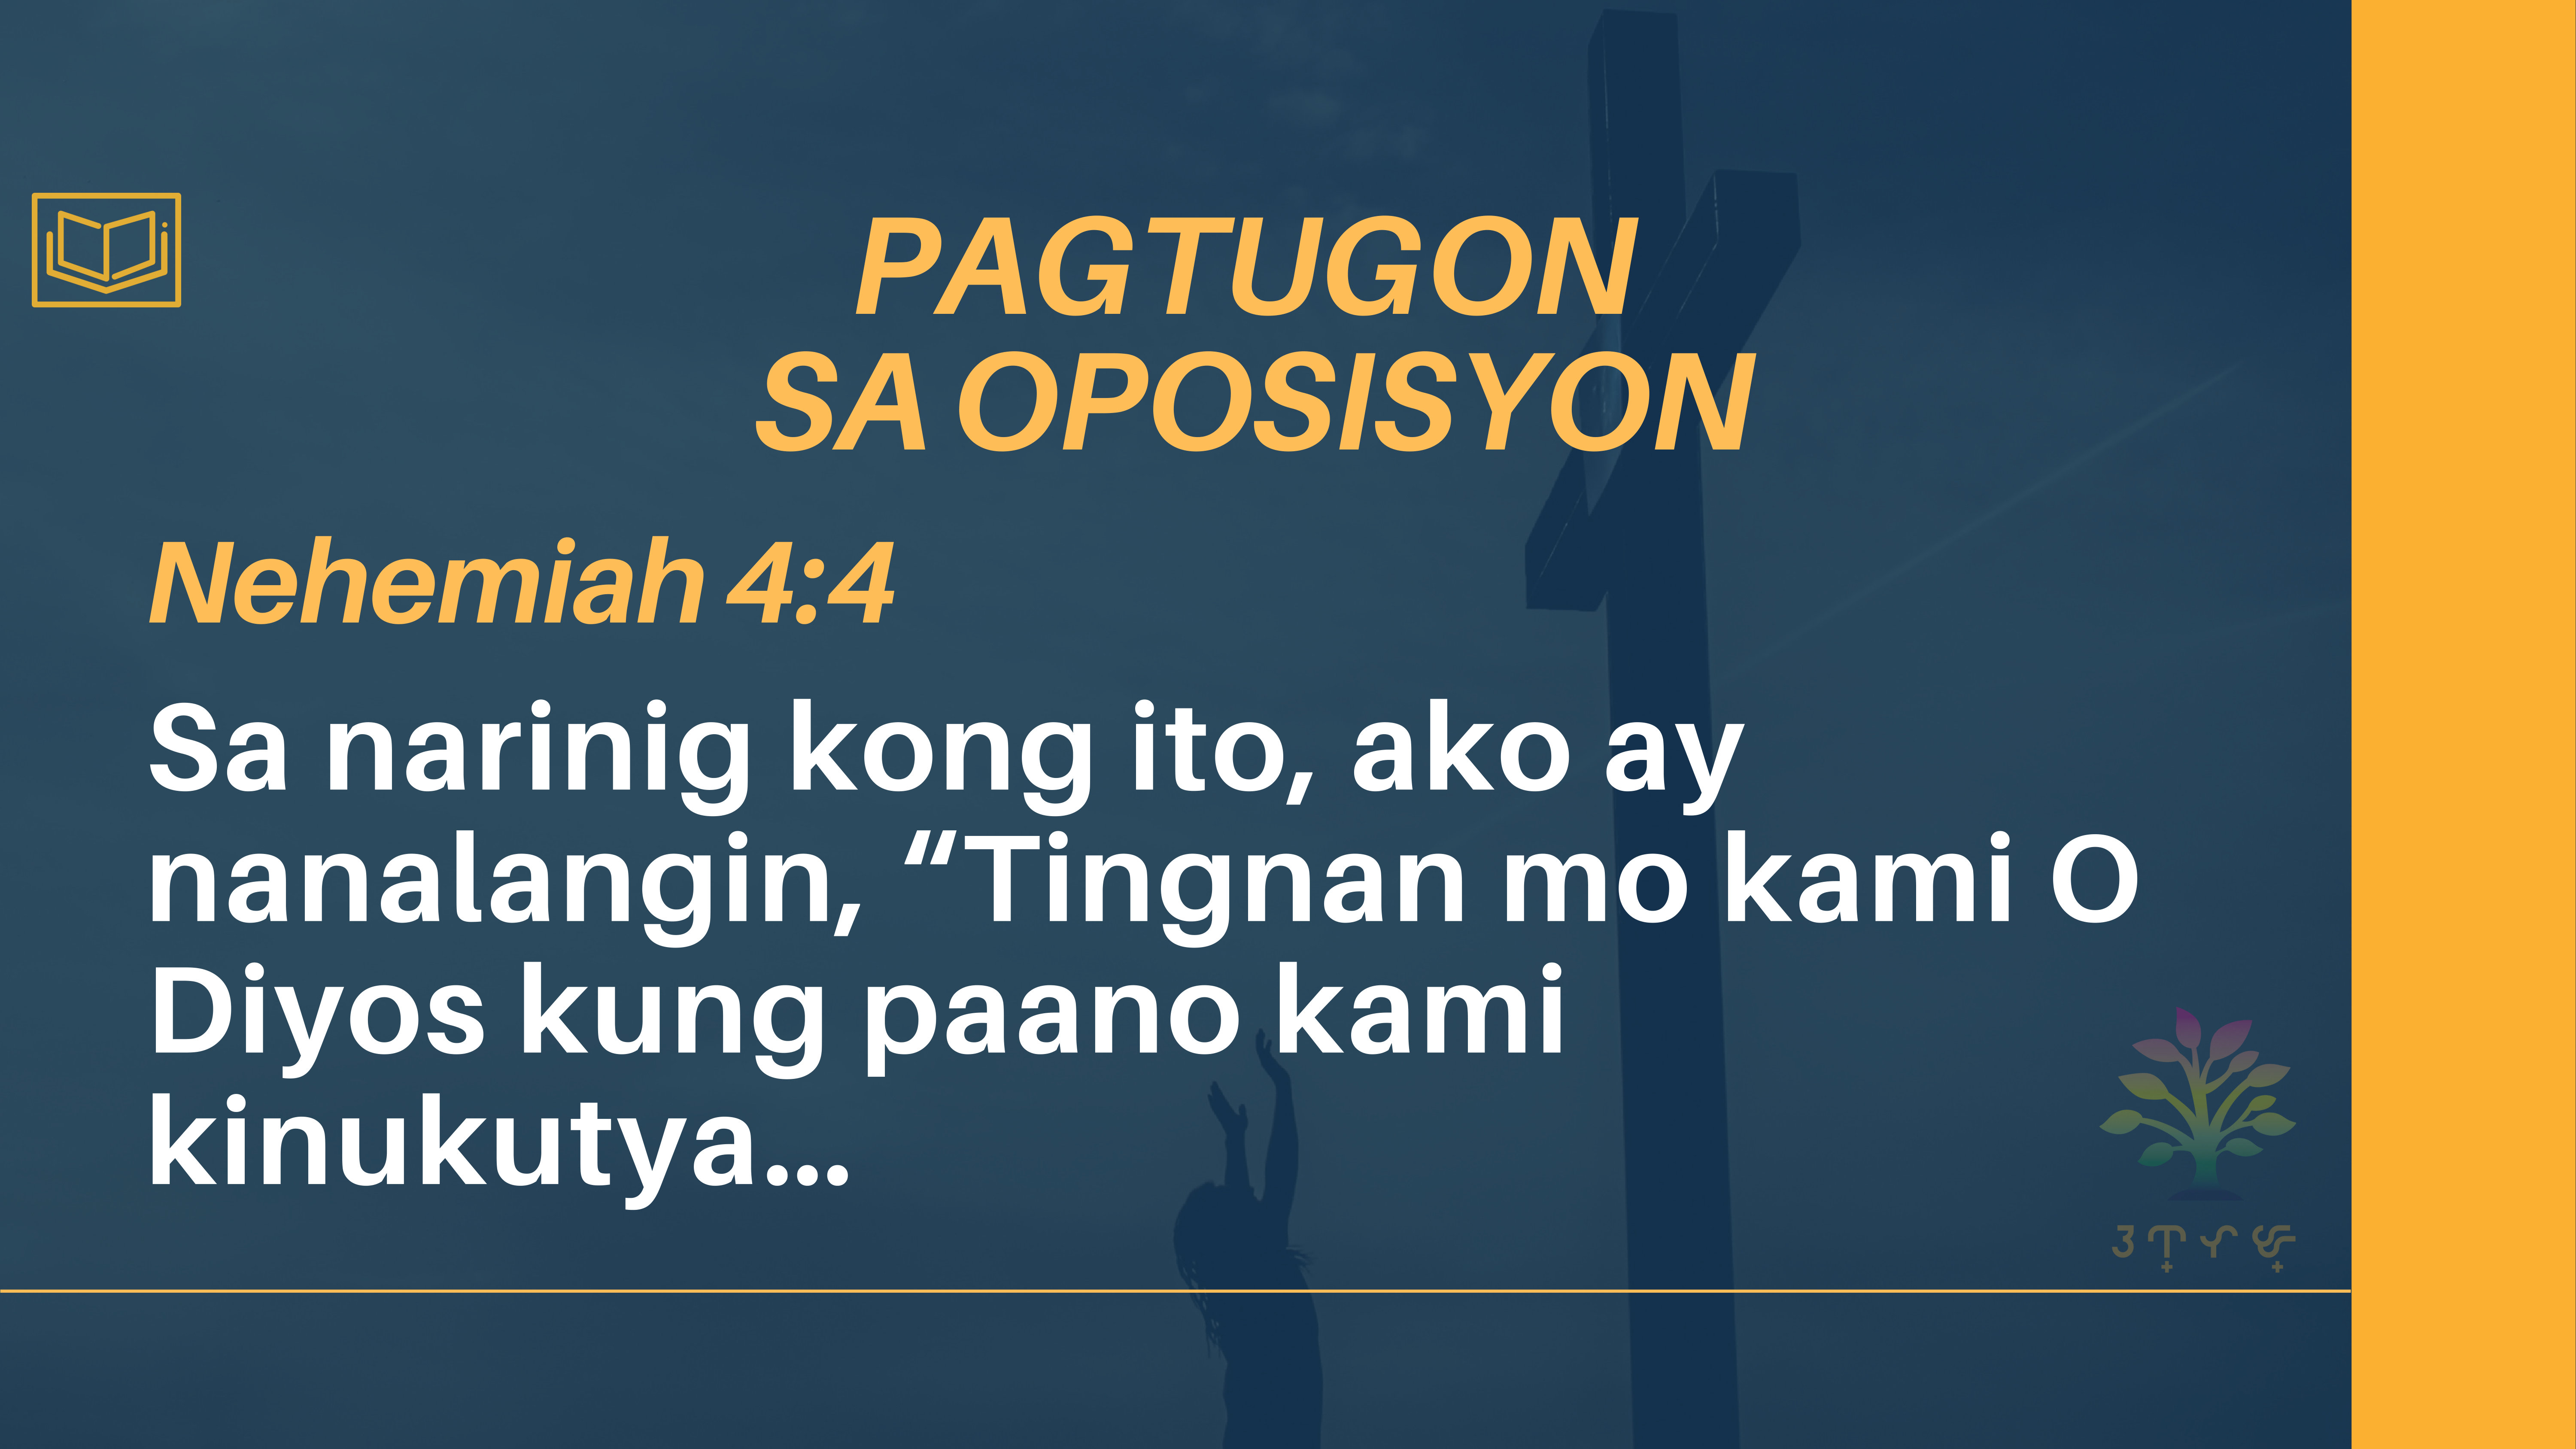 PAGTUGON
SA OPOSISYON
Nehemiah 4:4
Sa narinig kong ito, ako ay
nanalangin, “Tingnan mo kami O
Diyos kung paano kami
kinukutya...